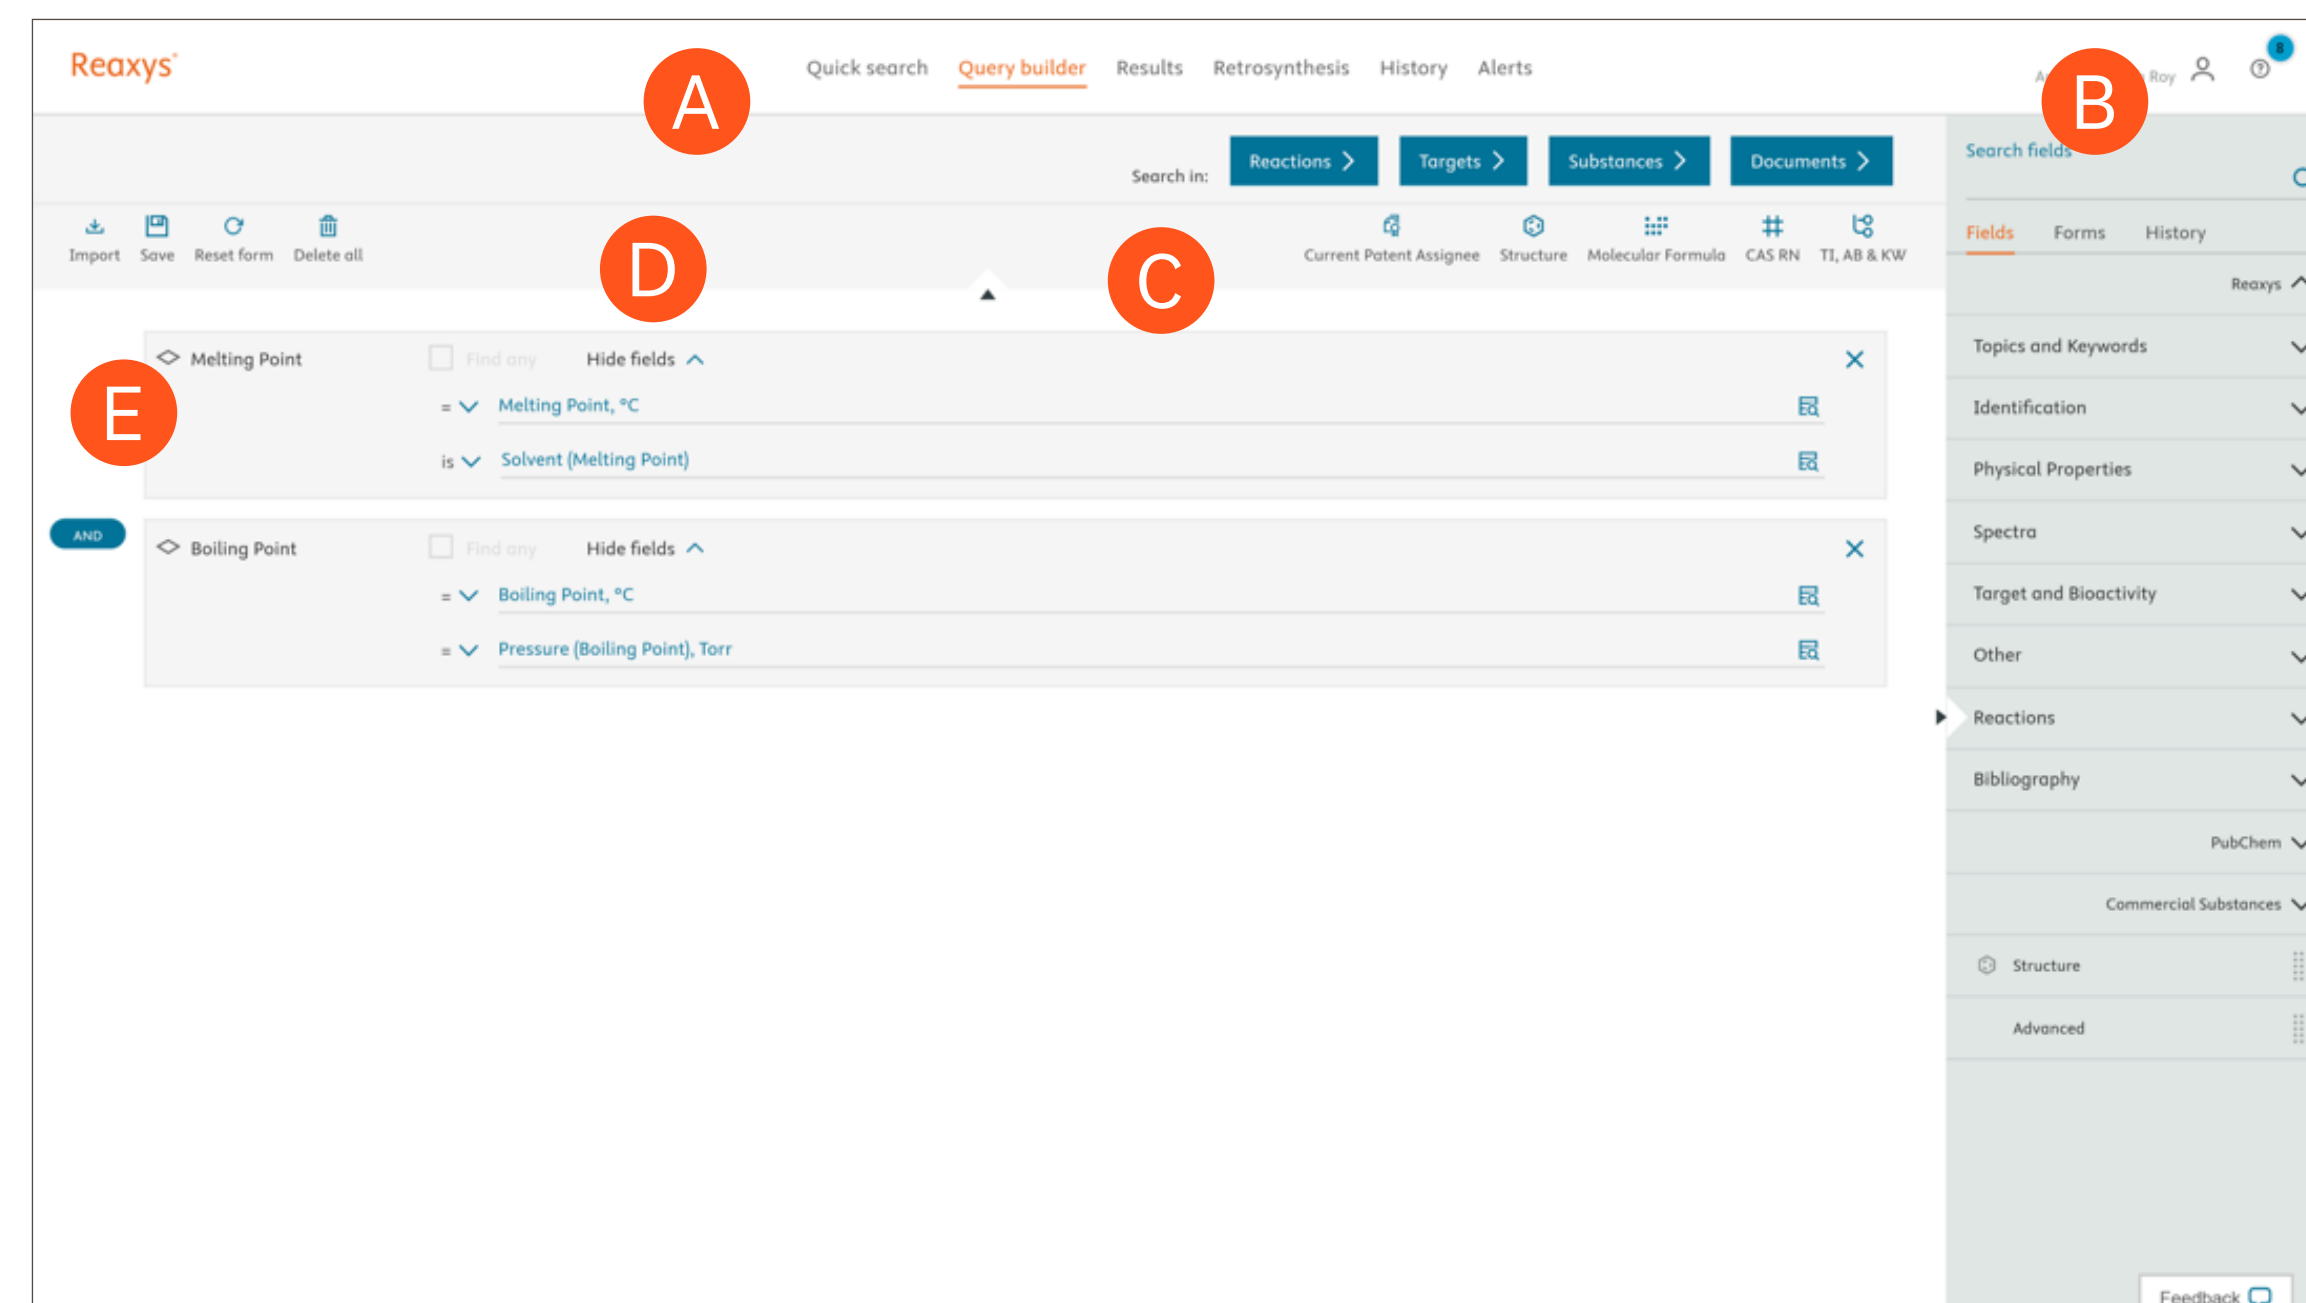 Reaxys
Quick search Query builder Results Retrosynthesis History Alerts
A
B
Roy
8
Search in: Reactions Targets Substances Documents
Search fields
Import Save Reset form Delete all
D
C
Current Patent Assignee Structure Molecular Formula CAS RN TI, AB & KW
Fields Forms History
Reaxys
E
Melting Point Find any Hide fields
= Melting Point, °C
is Solvent (Melting Point)
AND
Boiling Point Find any Hide fields
= Boiling Point, °C
= Pressure (Boiling Point), Torr
Topics and Keywords
Identification
Physical Properties
Spectra
Target and Bioactivity
Other
Reactions
Bibliography
PubChem
Commercial Substances
Structure
Advanced
Feedback